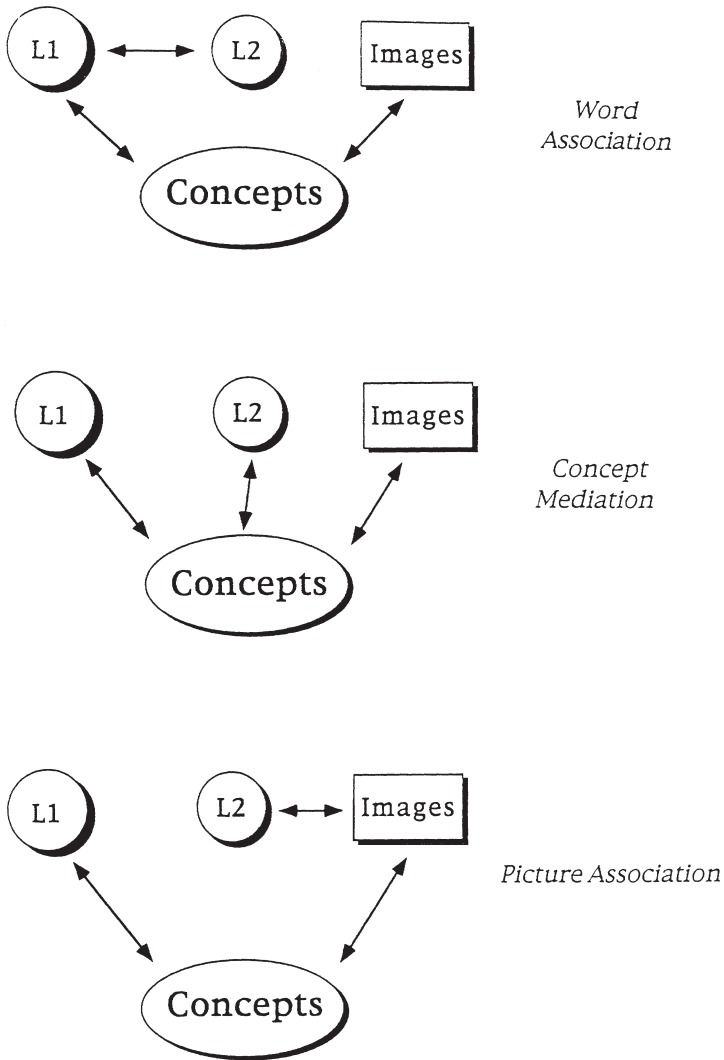 L1
L2
Images
Word
Association
Concepts
L1
L2
Images
Concept
Mediation
Concepts
L1
L2
Images
Picture Association
Concepts